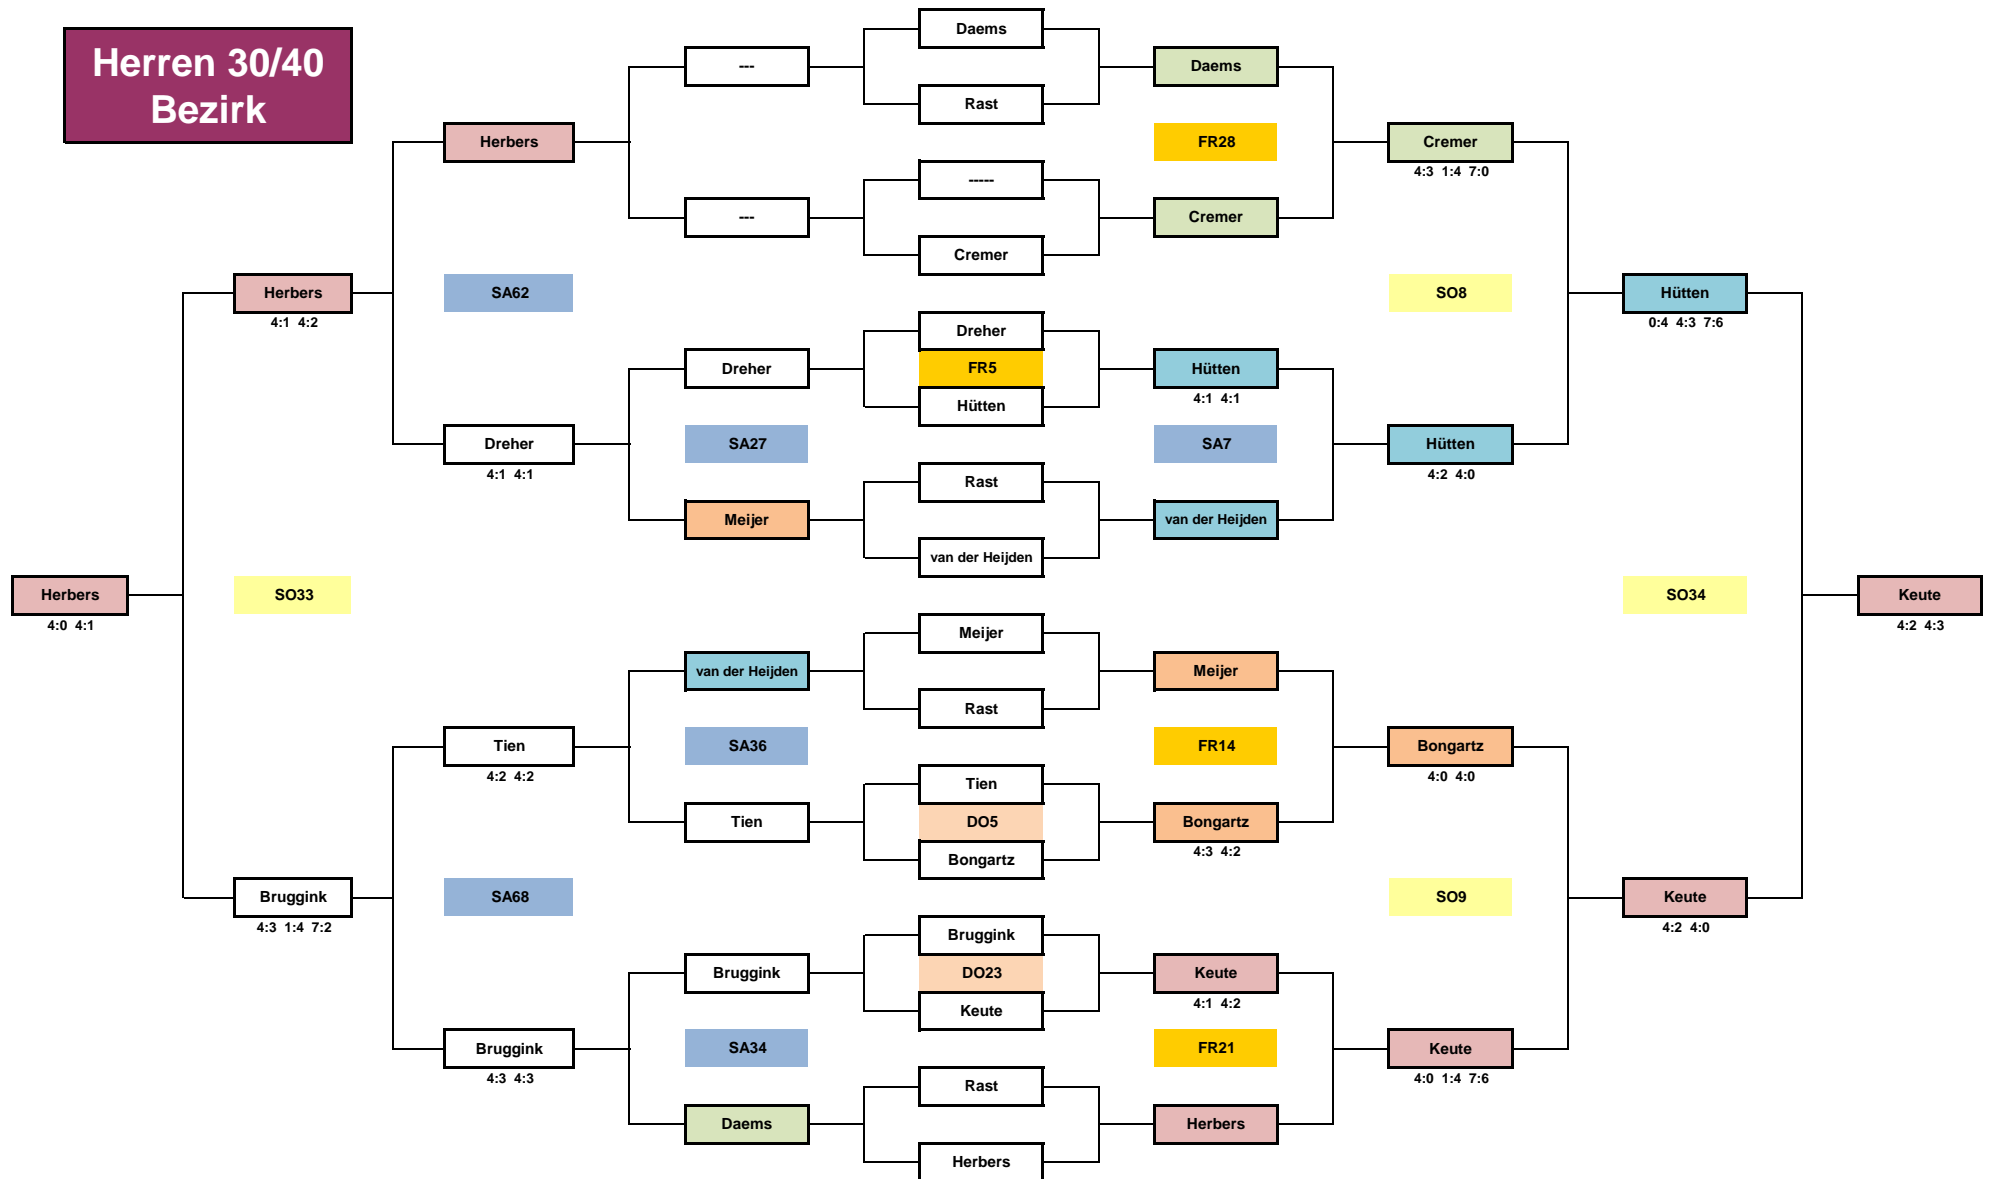 Herren 30/40
Bezirk
Daems
---
Daems
Rast
Herbers
FR28
Cremer
4:3 1:4 7:0
-----
---
Cremer
Cremer
Herbers
4:1 4:2
SA62
SO8
Hütten
0:4 4:3 7:6
Dreher
Dreher
FR5
Hütten
4:1 4:1
Hütten
Dreher
4:1 4:1
SA27
SA7
Hütten
4:2 4:0
Rast
Meijer
van der Heijden
van der Heijden
Herbers
4:0 4:1
SO33
SO34
Keute
4:2 4:3
Meijer
van der Heijden
Meijer
Rast
Tien
4:2 4:2
SA36
FR14
Bongartz
4:0 4:0
Tien
Tien
DO5
Bongartz
4:3 4:2
Bongartz
Bruggink
4:3 1:4 7:2
SA68
SO9
Keute
4:2 4:0
Bruggink
Bruggink
DO23
Keute
4:1 4:2
Keute
Bruggink
4:3 4:3
SA34
FR21
Keute
4:0 1:4 7:6
Rast
Daems
Herbers
Herbers